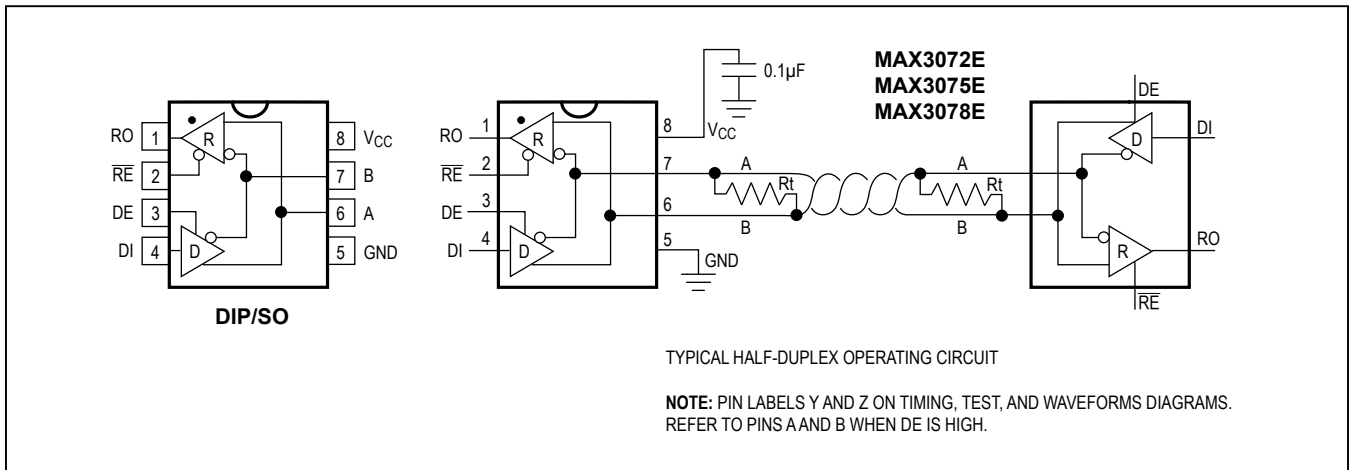 RO 1
RE 2
DE 3
DI 4
R
D
8 VCC
7 B
6 A
5 GND
DIP/SO
RO 1
RE 2
DE 3
DI 4
R
D
0.1µF
8 VCC
7 A
Rt
6
B
5
GND
MAX3072E
MAX3075E
MAX3078E
A
Rt
B
DE
D
DI
R
RO
RE
TYPICAL HALF-DUPLEX OPERATING CIRCUIT
NOTE: PIN LABELS Y AND Z ON TIMING, TEST, AND WAVEFORMS DIAGRAMS.
REFER TO PINS A AND B WHEN DE IS HIGH.